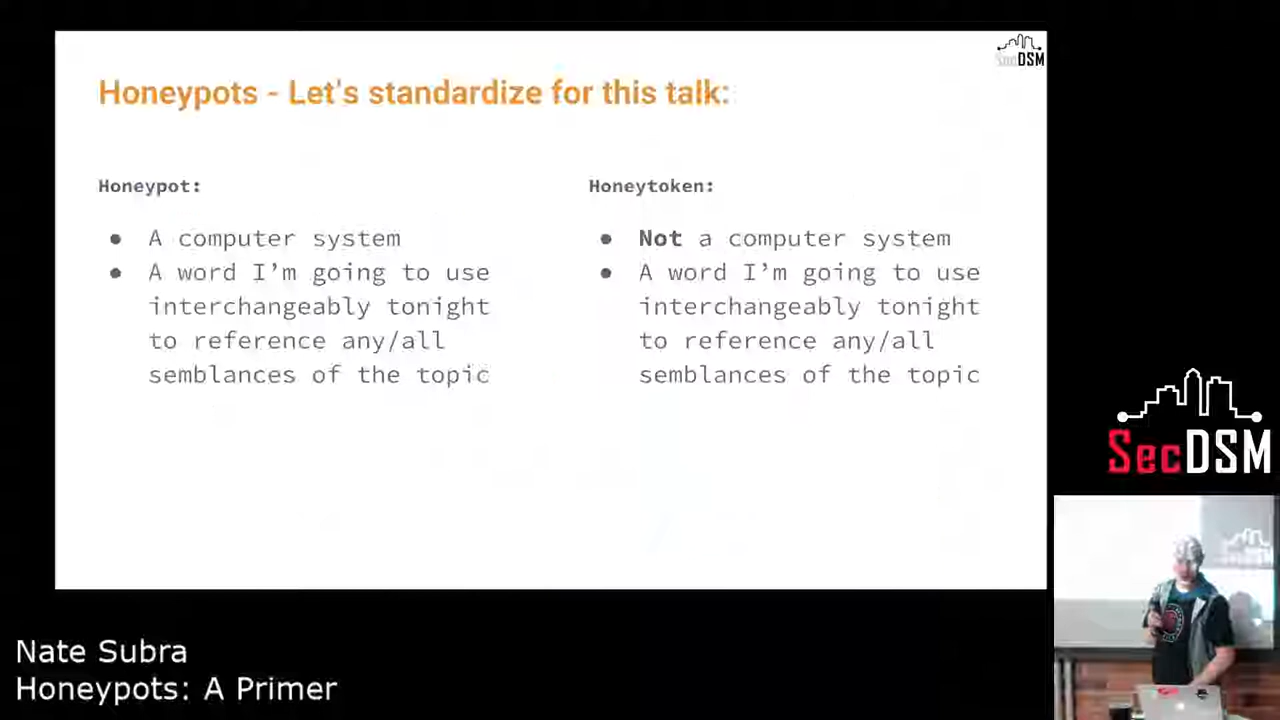 SecDSM
Honeypots - Let's standardize for this talk:
Honeypot:
● A computer system
● A word I’m going to use
interchangeably tonight
to reference any/all
semblances of the topic
Honeytoken:
● Not a computer system
● A word I’m going to use
interchangeably tonight
to reference any/all
semblances of the topic
SecDSM
Nate Subra
Honeypots: A Primer